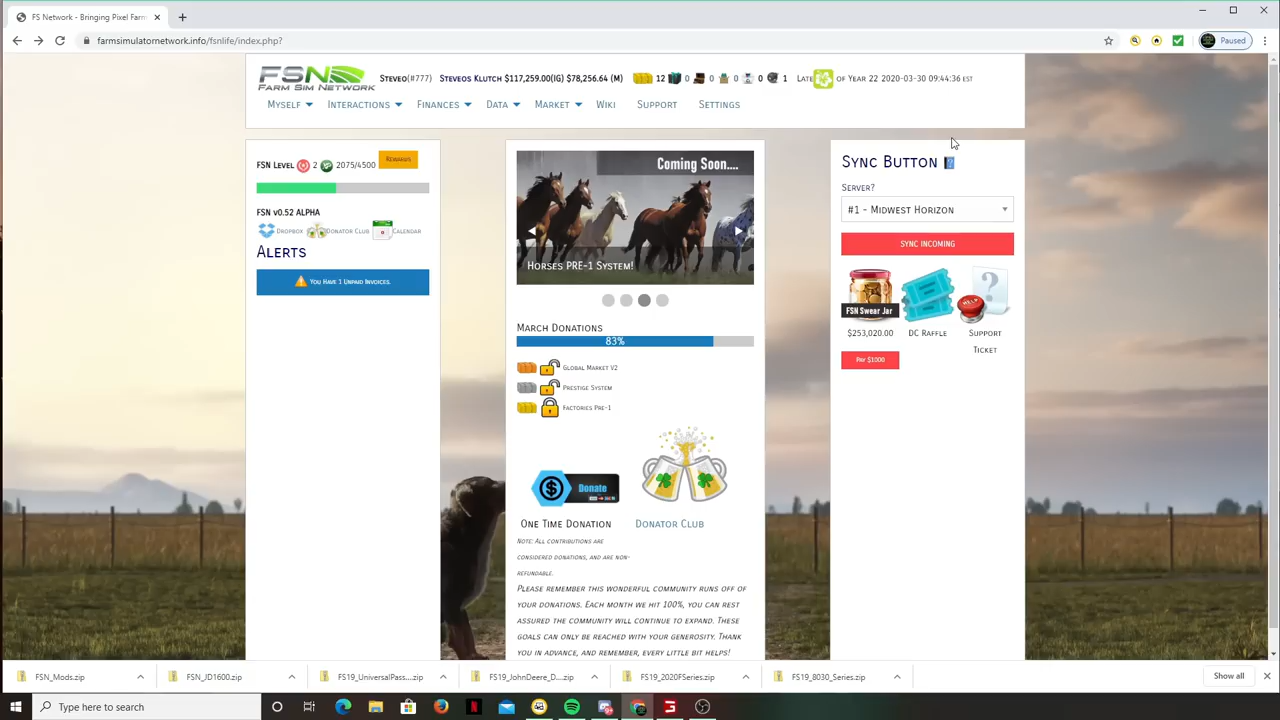 FS Network - Bringing Pixel Farm
farmsimulatornetwork.info/fsnlife/index.php?
Paused
FSN
FARM SIM NETWORK
Steveo(#777) Steveos Klutch $117,259.00(IG) $78,256.64 (M) 12 0 0 0 0 1 Late of Year 22 2020-03-30 09:44:36 EST
Myself Interactions Finances Data Market Wiki Support Settings
FSN Level 2 2075/4500 Rewards
FSN v0.52 ALPHA
Dropbox Donator Club Calendar
Alerts
You Have 1 Unpaid Invoices.
Coming Soon....
Horses PRE-1 System!
March Donations
83%
Global Market V2
Prestige System
Factories Pre-1
Donate
One Time Donation Donator Club
Note: All contributions are
considered donations, and are non-
refundable.
Please remember this wonderful community runs off of
your donations. Each month we hit 100%, you can rest
assured the community will continue to expand. These
goals can only be reached with your generosity. Thank
you in advance, and remember, every little bit helps!
Sync Button
Server?
#1 - Midwest Horizon
SYNC INCOMING
FSN Swear Jar
HELP
$253,020.00 DC Raffle Support
Ticket
Pay $1000
FSN_Mods.zip FSN_JD1600.zip FS19_UniversalPass....zip FS19_JohnDeere_D....zip FS19_2020FSeries.zip FS19_8030_Series.zip Show all
Type here to search